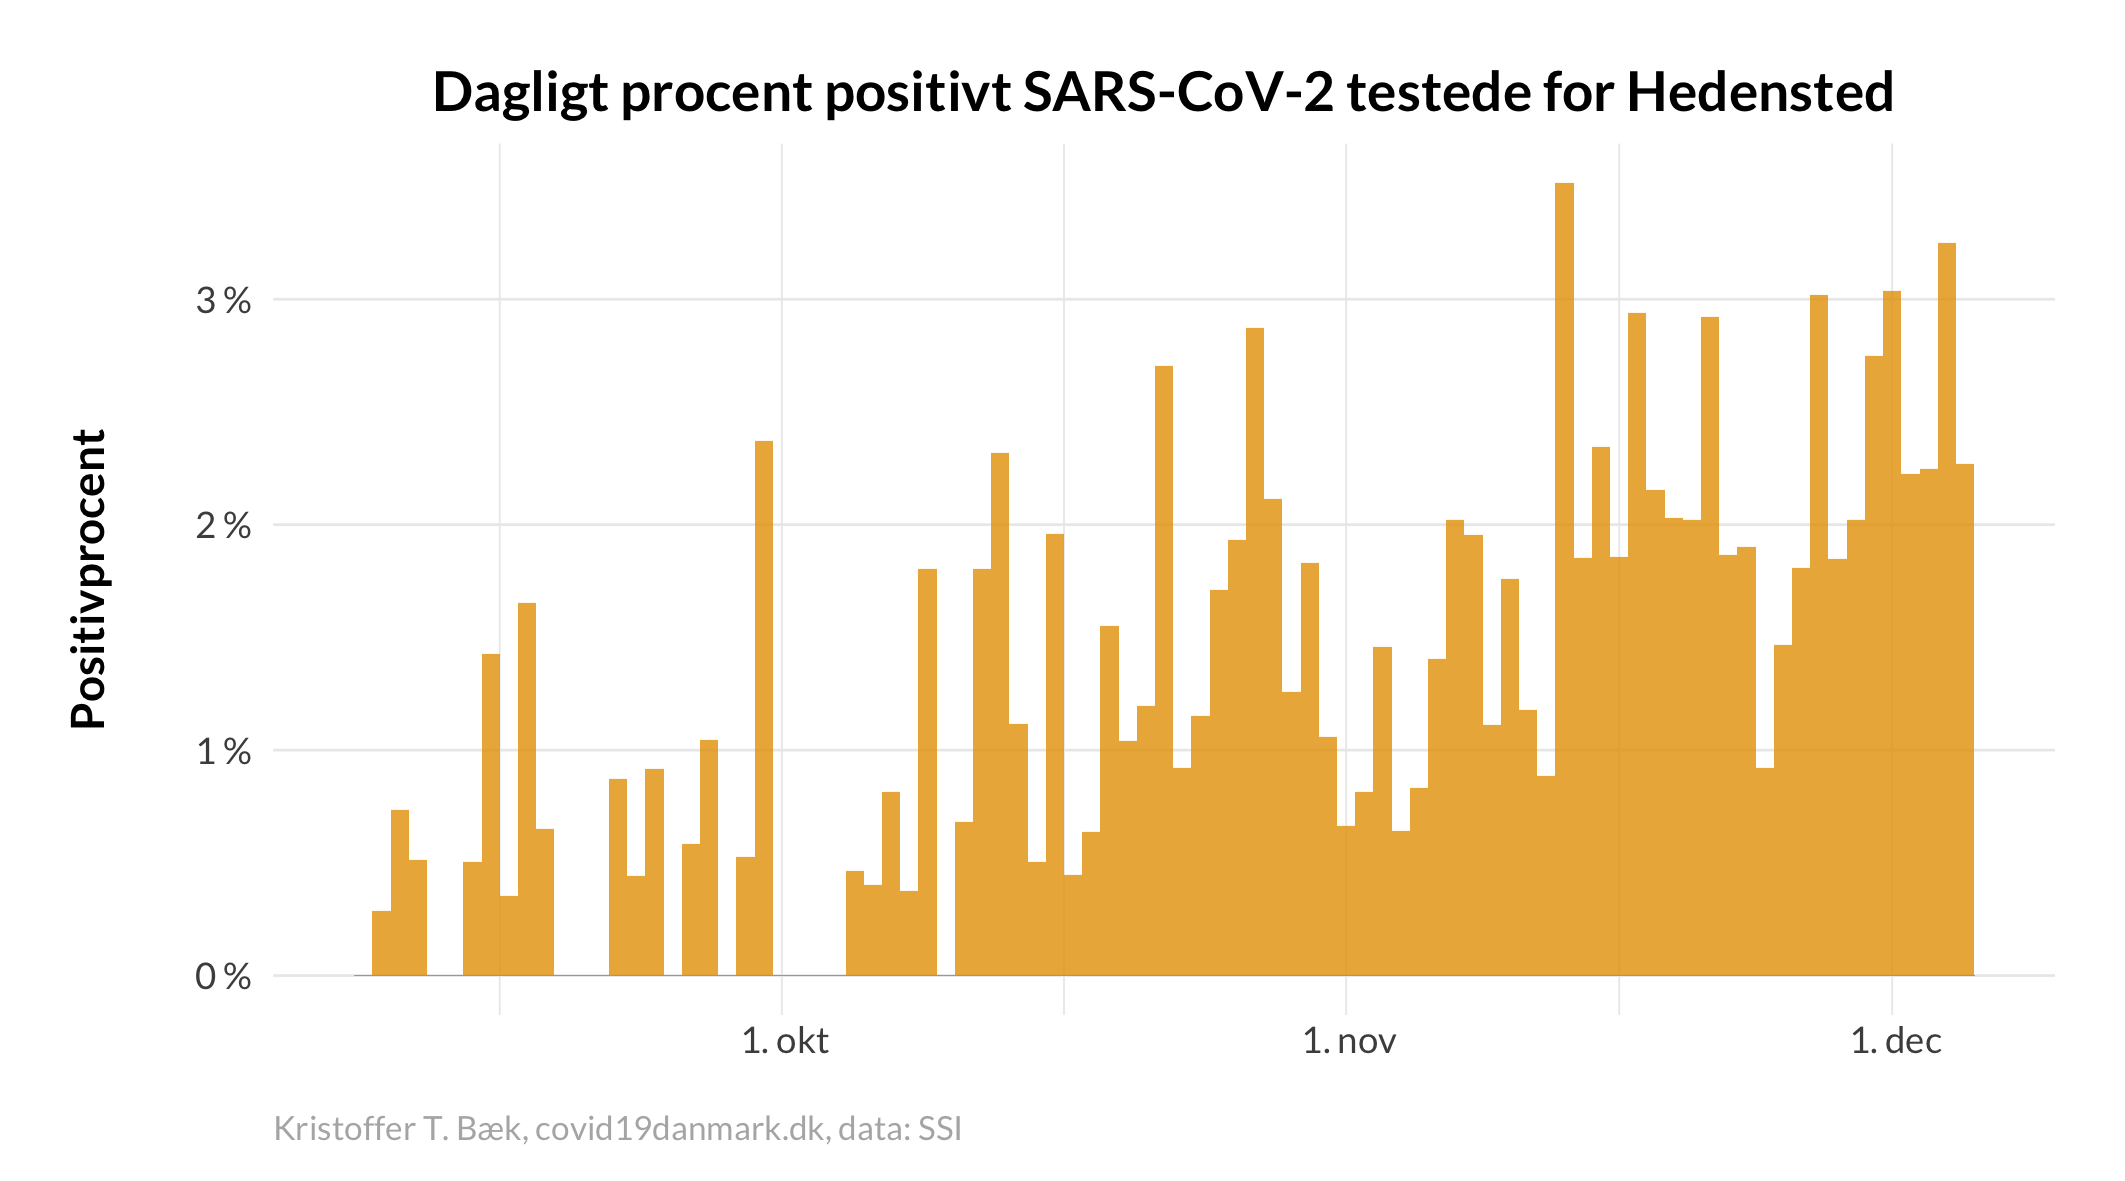 Dagligt procent positivt SARS-CoV-2 testede for Hedensted
Positivprocent
3 %
2 %
1 %
0 %
1. okt
1. nov
1. dec
Kristoffer T. Bæk, covid19danmark.dk, data: SSI